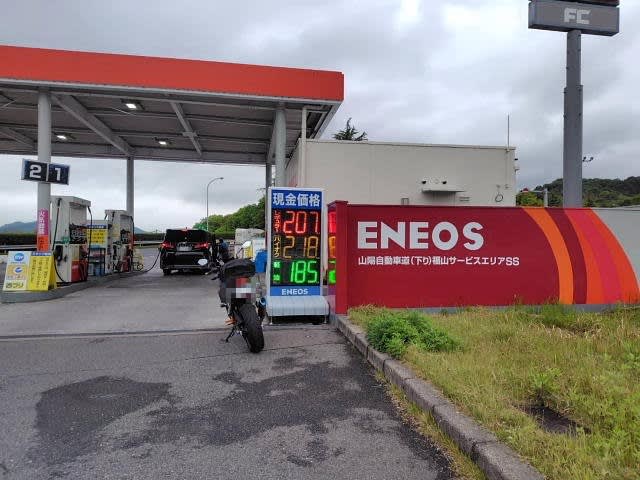 FC
2 1
現金価格
レギュラー 207
ハイオク 218
軽油 185
ENEOS
ENEOS
山陽自動車道(下り)福山サービスエリアSS